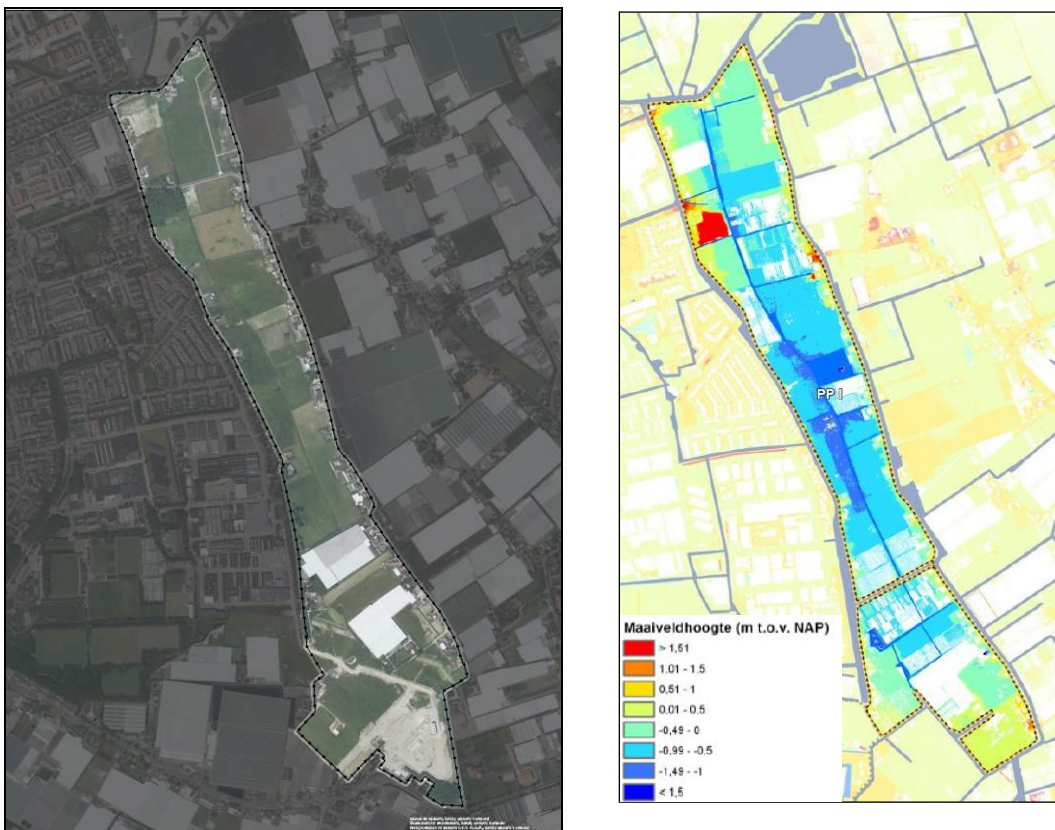 PP I
Maaiveldhoogte (m t.o.v. NAP)
> 1,51
1,01 - 1.5
0,51 - 1
0,01 - 0.5
-0,49 - 0
-0,99 - -0.5
-1,49 - -1
< 1,5